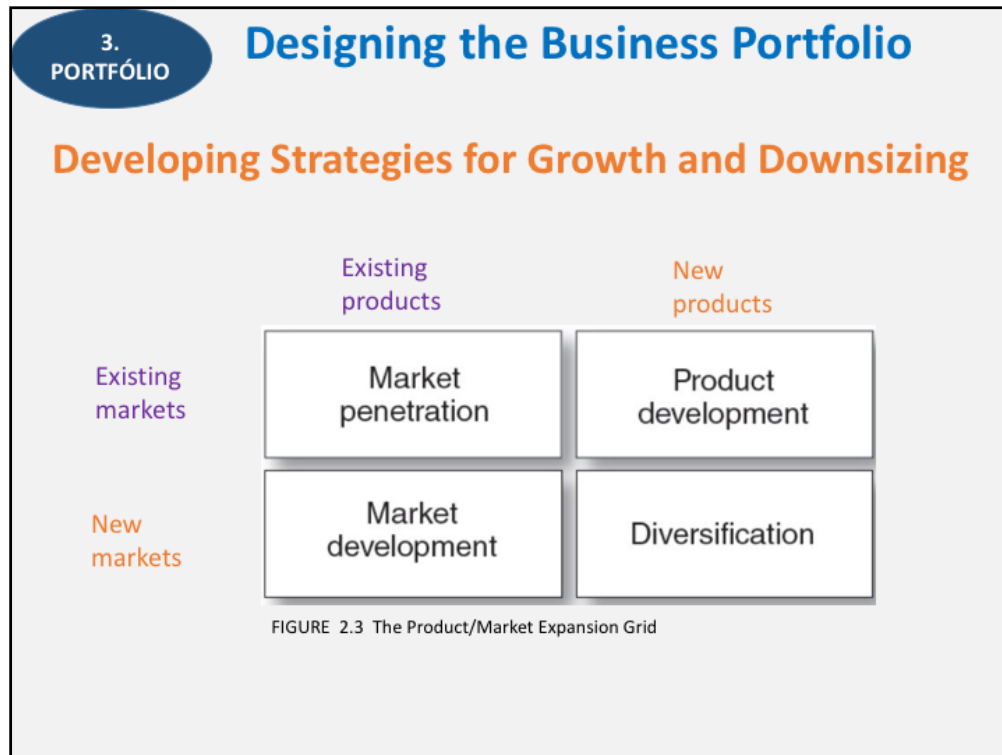 3.
PORTFÓLIO
Designing the Business Portfolio
Developing Strategies for Growth and Downsizing
Existing
products
New
products
Existing
markets
Market
penetration
Product
development
New
markets
Market
development
Diversification
FIGURE 2.3 The Product/Market Expansion Grid